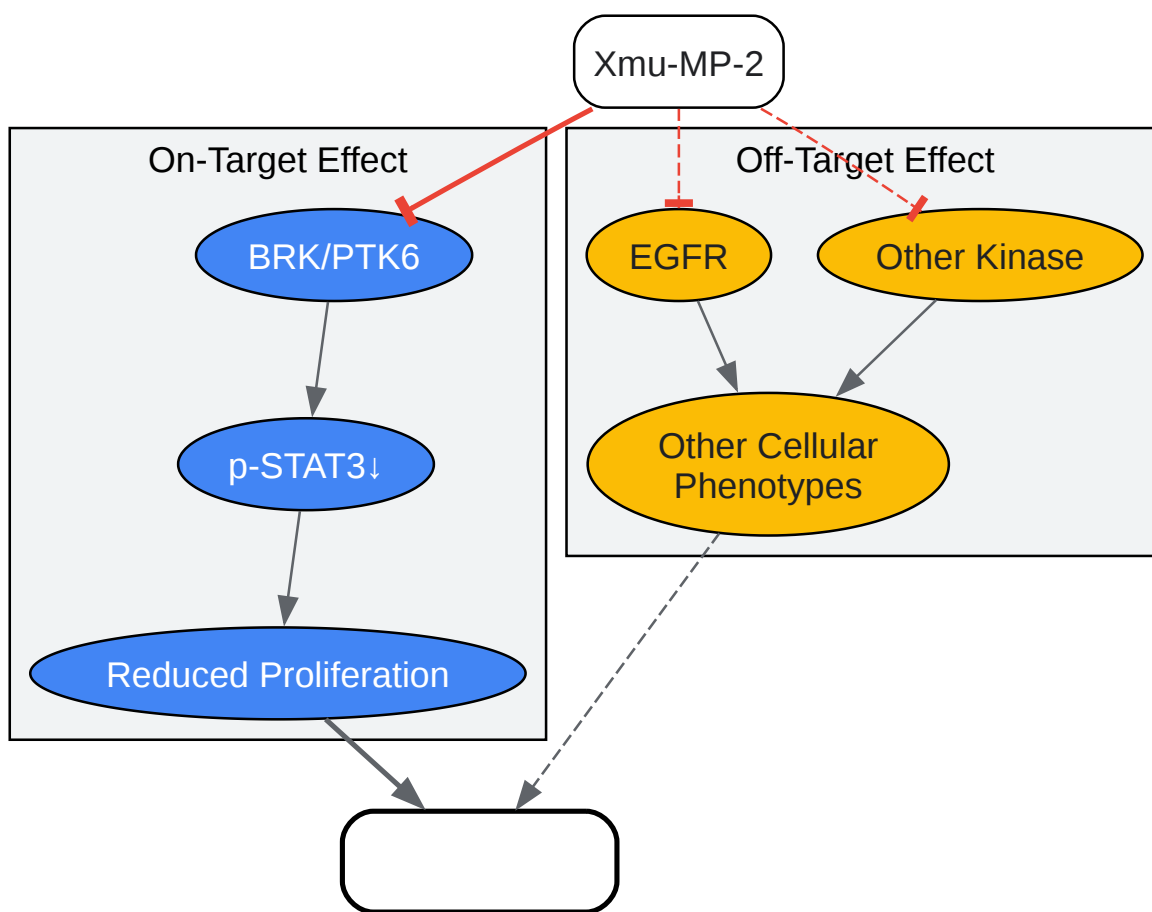 Xmu-MP-2
On-Target Effect
Off-Target Effect
BRK/PTK6
EGFR
Other Kinase
p-STAT3↓
Other Cellular
Phenotypes
Reduced Proliferation